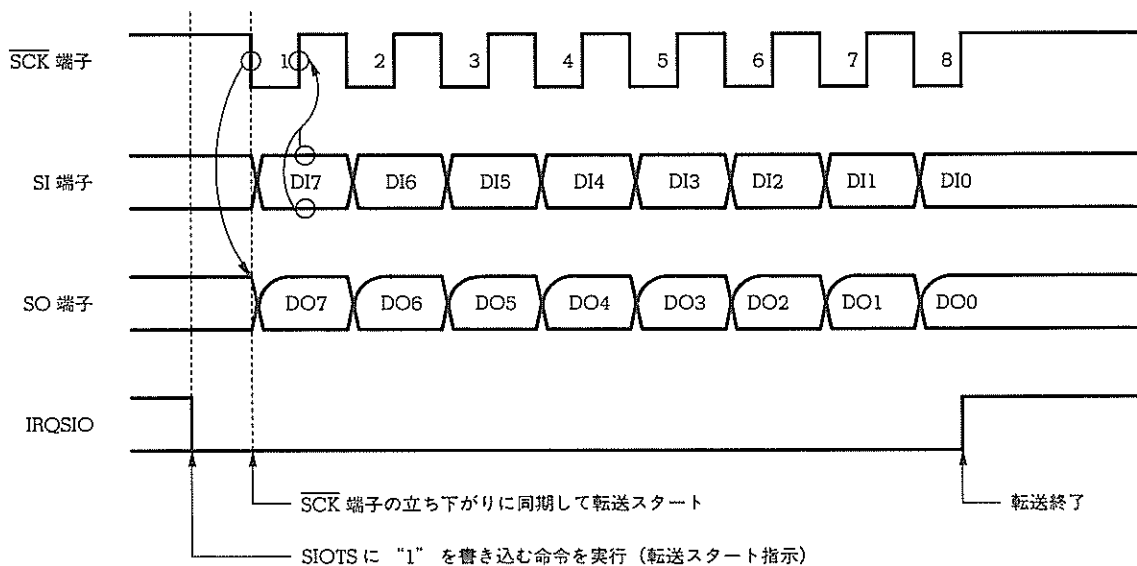 S̅C̅K̅ 端子
1 2 3 4 5 6 7 8
SI 端子
DI7 DI6 DI5 DI4 DI3 DI2 DI1 DI0
SO 端子
DO7 DO6 DO5 DO4 DO3 DO2 DO1 DO0
IRQSIO
S̅C̅K̅ 端子の立ち下がりに同期して転送スタート
転送終了
SIOTS に “1” を書き込む命令を実行（転送スタート指示）